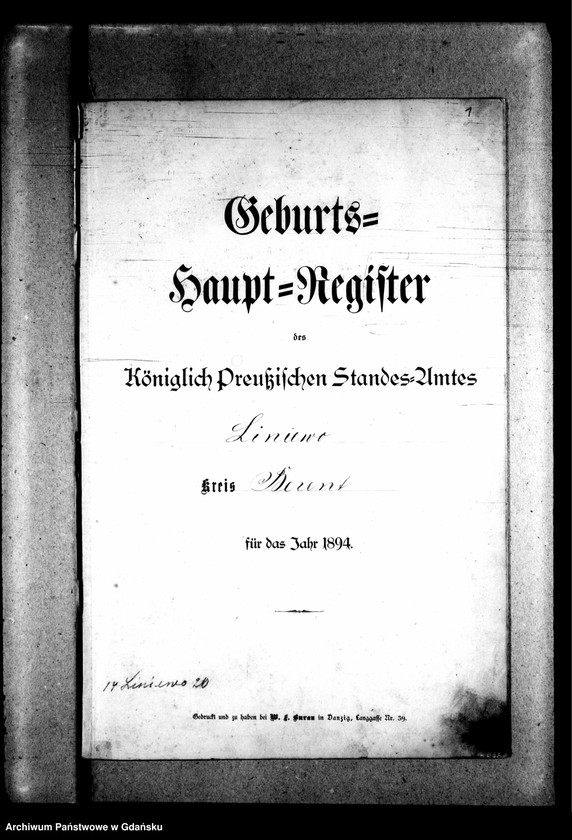 1
Geburts=
Haupt=Register
des
Königlich Preußischen Standes=Amtes
Liniewo
Kreis Berent
für das Jahr 1894.
14 Liniewo 20
Gedruckt und zu haben bei W. F. Burau in Danzig, Langgasse Nr. 39.
Archiwum Państwowe w Gdańsku